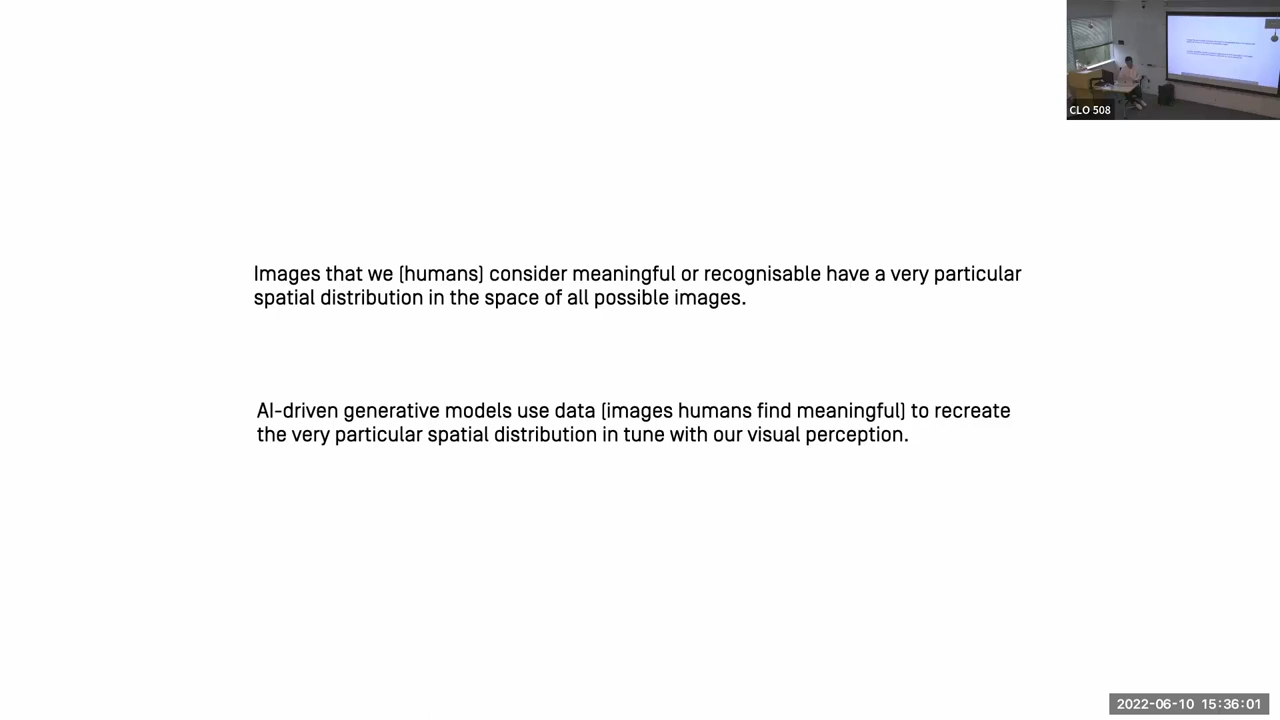 CLO 508
Images that we (humans) consider meaningful or recognisable have a very particular
spatial distribution in the space of all possible images.
AI-driven generative models use data (images humans find meaningful) to recreate
the very particular spatial distribution in tune with our visual perception.
2022-06-10 15:36:01